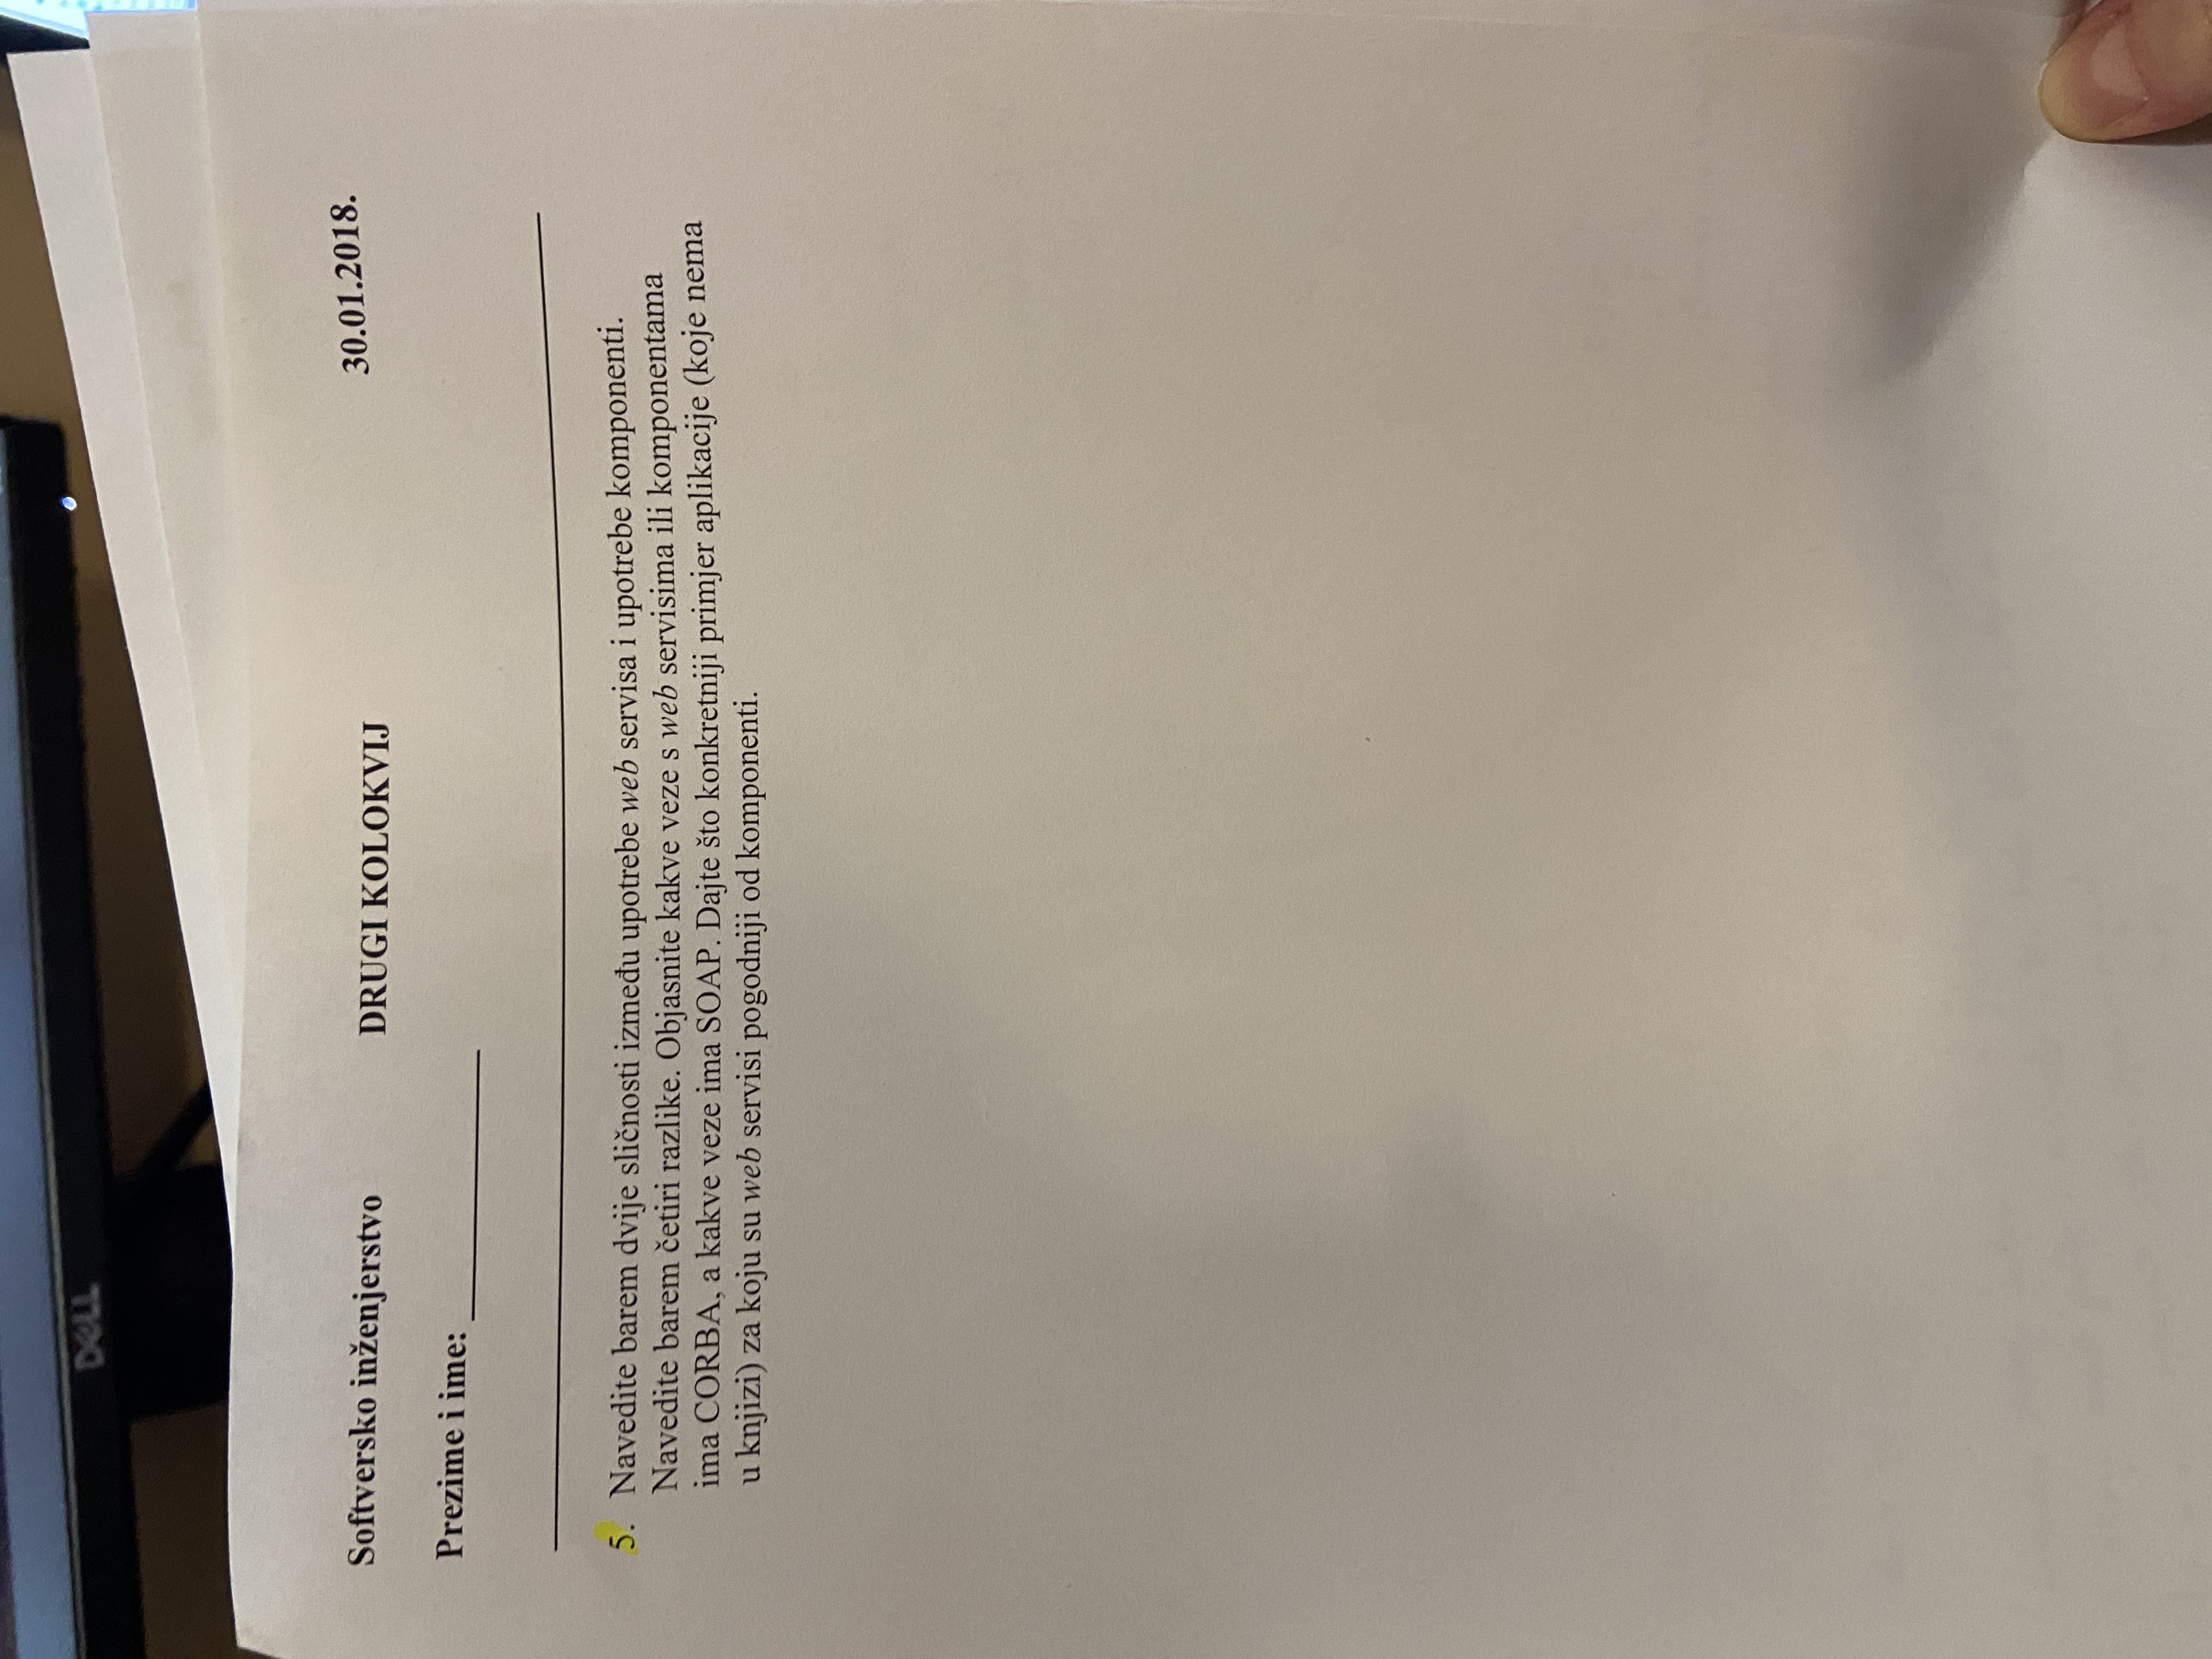 DELL
Softversko inženjerstvo DRUGI KOLOKVIJ 30.01.2018.
Prezime i ime: ______________
5. Navedite barem dvije sličnosti između upotrebe web servisa i upotrebe komponenti.
Navedite barem četiri razlike. Objasnite kakve veze s web servisima ili komponentama
ima CORBA, a kakve veze ima SOAP. Dajte što konkretniji primjer aplikacije (koje nema
u knjizi) za koju su web servisi pogodniji od komponenti.